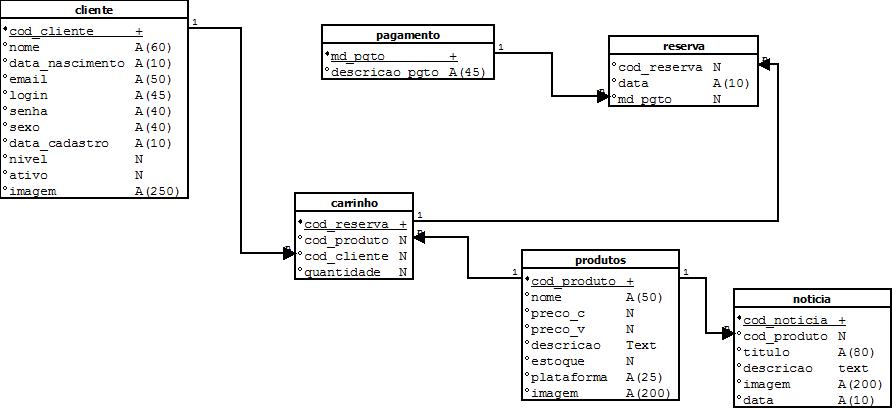 cliente
cod_cliente +
nome A(60)
data_nascimento A(10)
email A(50)
login A(45)
senha A(40)
sexo A(40)
data_cadastro A(10)
nivel N
ativo N
imagem A(250)
1
pagamento
md_pgto +
descricao_pgto A(45)
1
n
reserva
cod_reserva N
data A(10)
md_pgto N
n
carrinho
cod_reserva +
cod_produto N
cod_cliente N
quantidade N
1
n
n
produtos
cod_produto +
nome A(50)
preco_c N
preco_v N
descricao Text
estoque N
plataforma A(25)
imagem A(200)
1
1
n
noticia
cod_noticia +
cod_produto N
titulo A(80)
descricao text
imagem A(200)
data A(10)